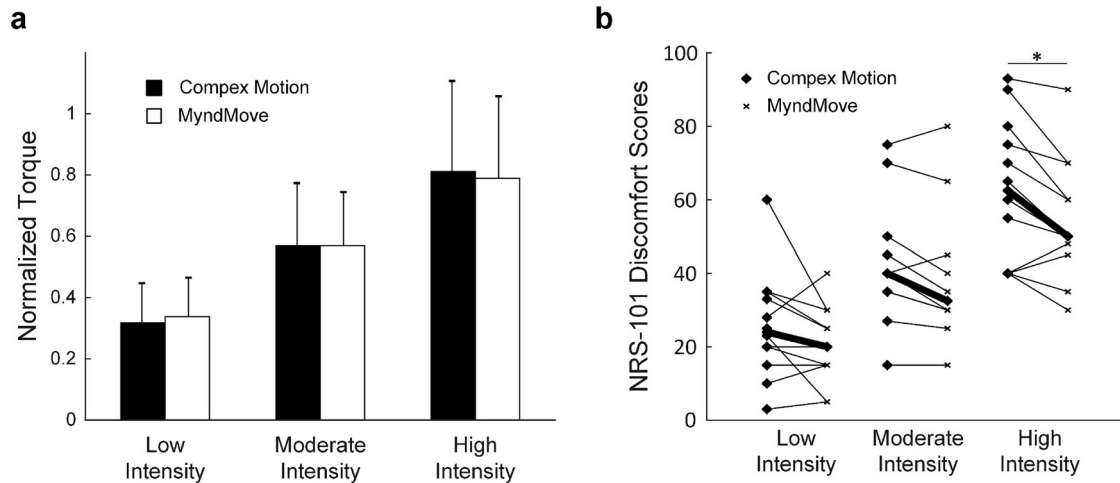 a
Normalized Torque
1
0.8
0.6
0.4
0.2
0
Compex Motion
MyndMove
Low
Intensity
Moderate
Intensity
High
Intensity
b
NRS-101 Discomfort Scores
100
80
60
40
20
0
Compex Motion
MyndMove
*
Low
Intensity
Moderate
Intensity
High
Intensity